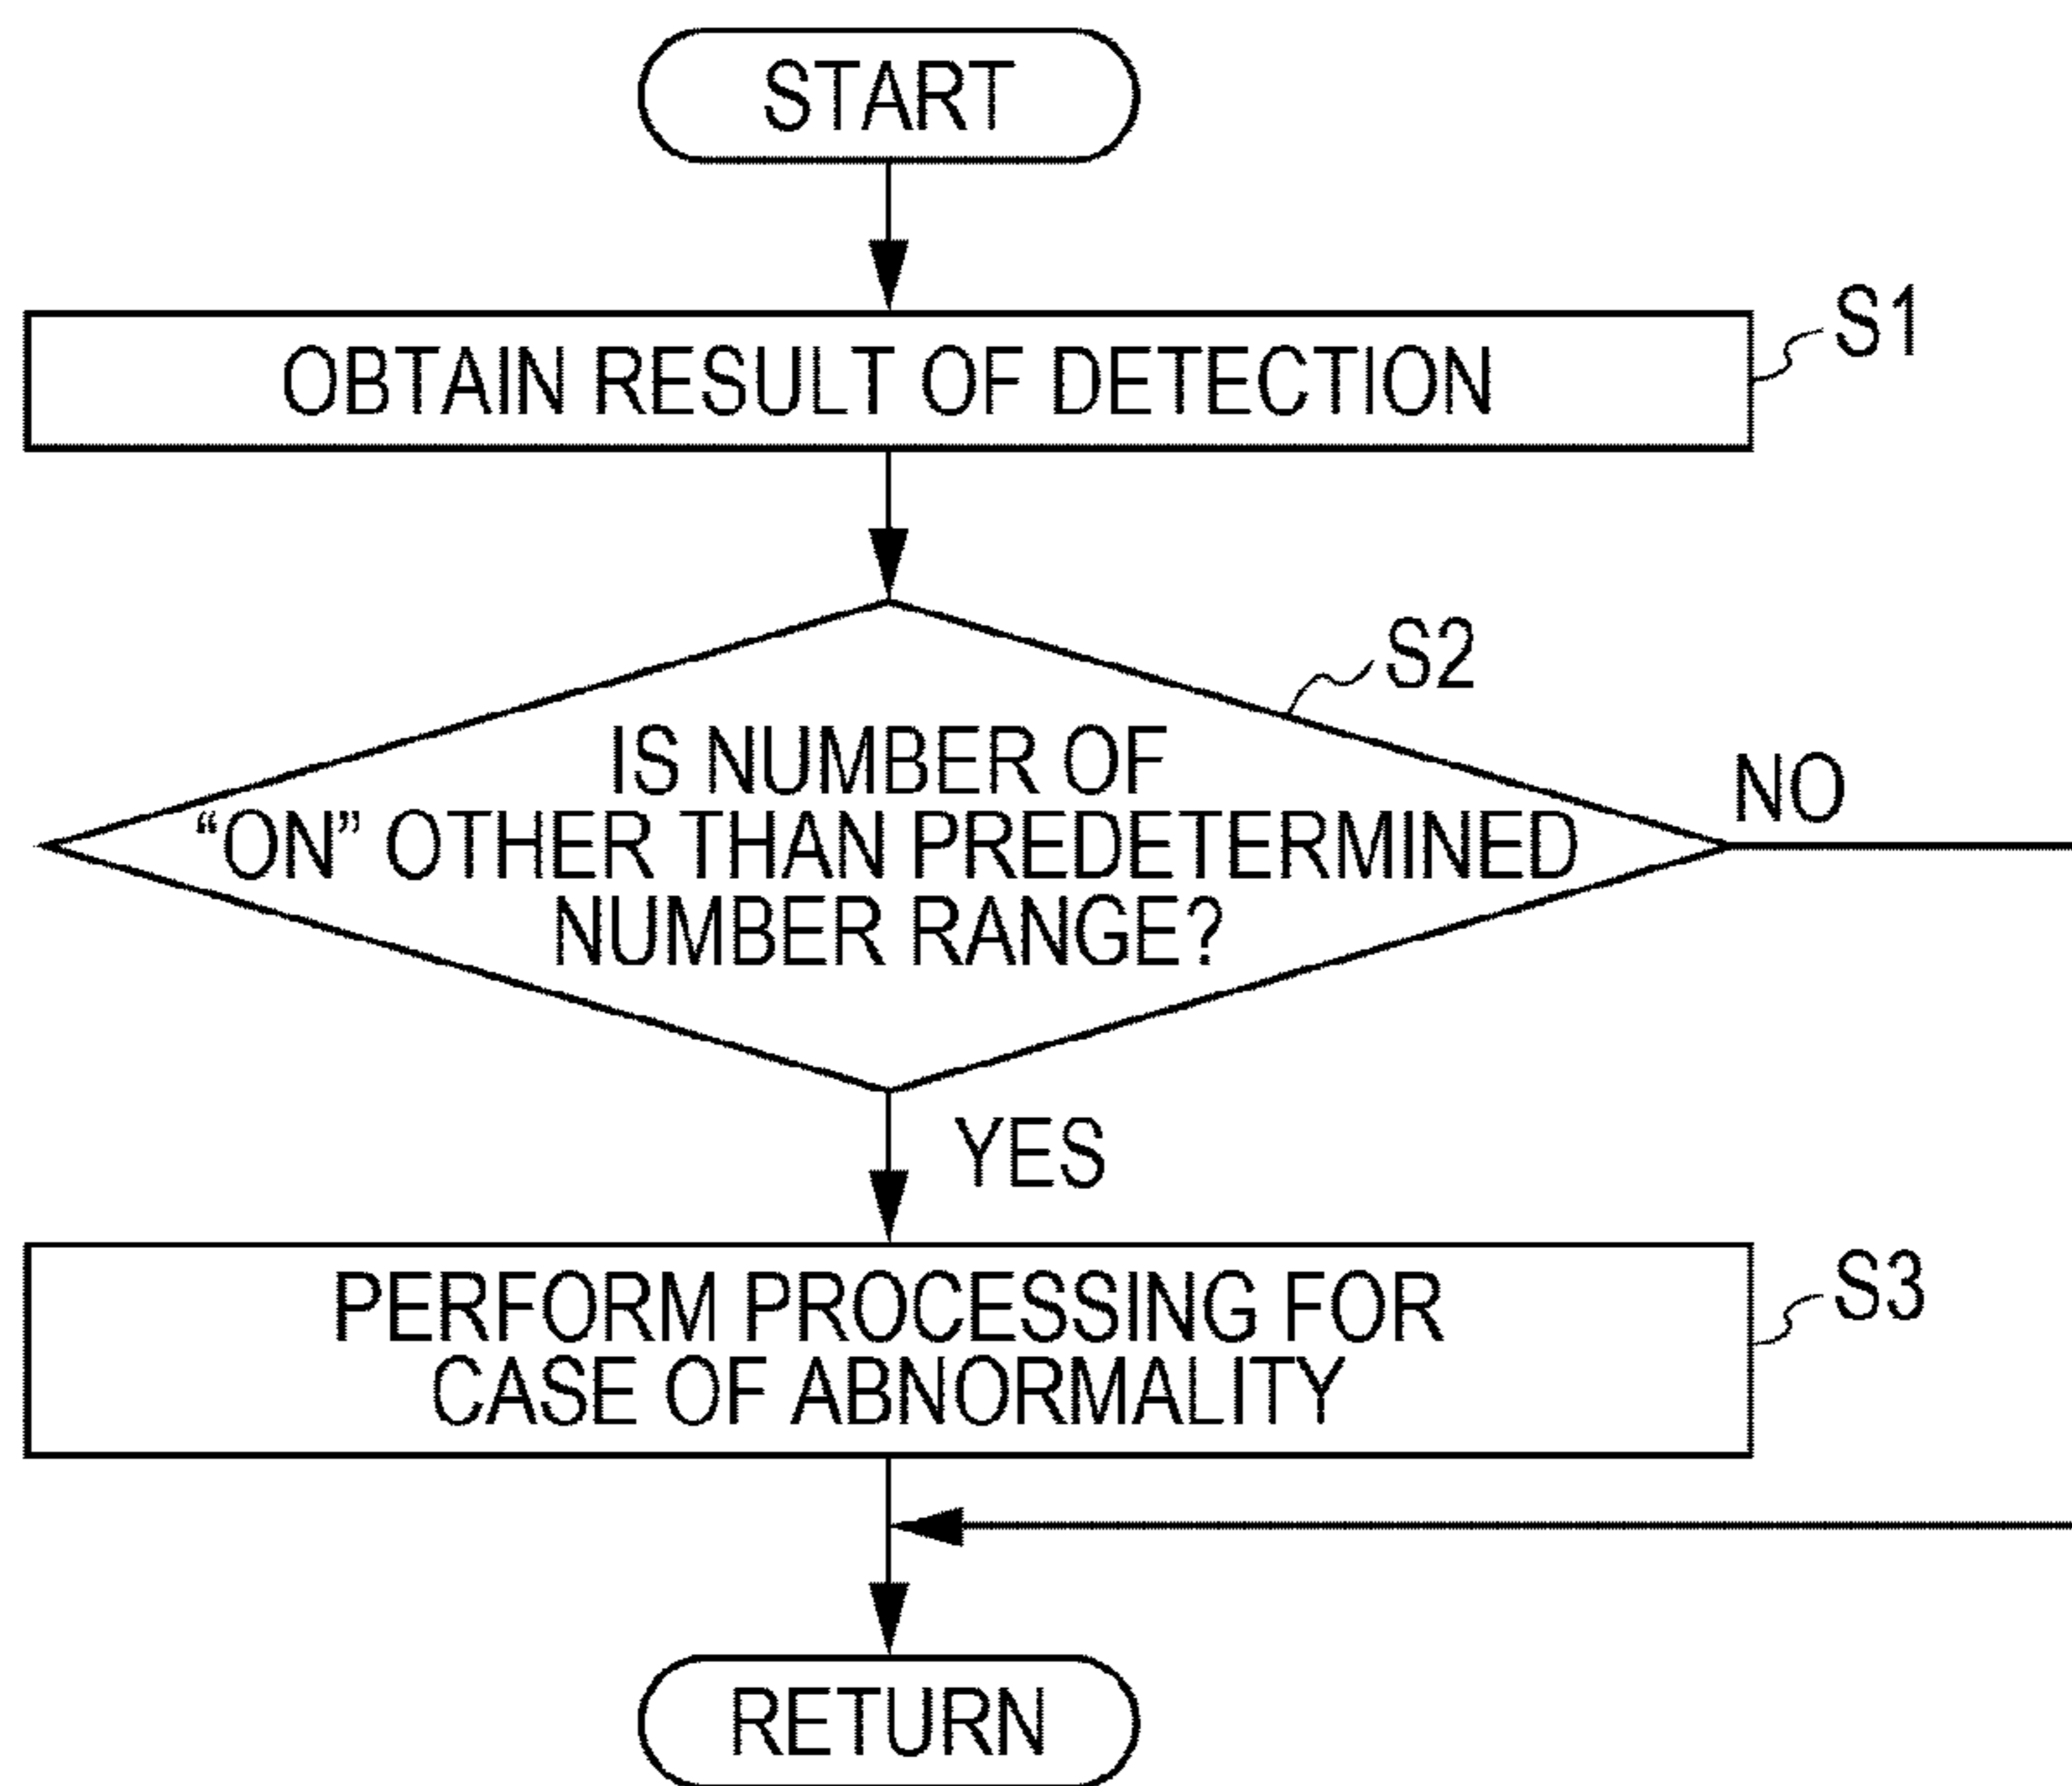 START
OBTAIN RESULT OF DETECTION
S1
S2
IS NUMBER OF
“ON” OTHER THAN PREDETERMINED
NUMBER RANGE?
NO
YES
PERFORM PROCESSING FOR
CASE OF ABNORMALITY
S3
RETURN